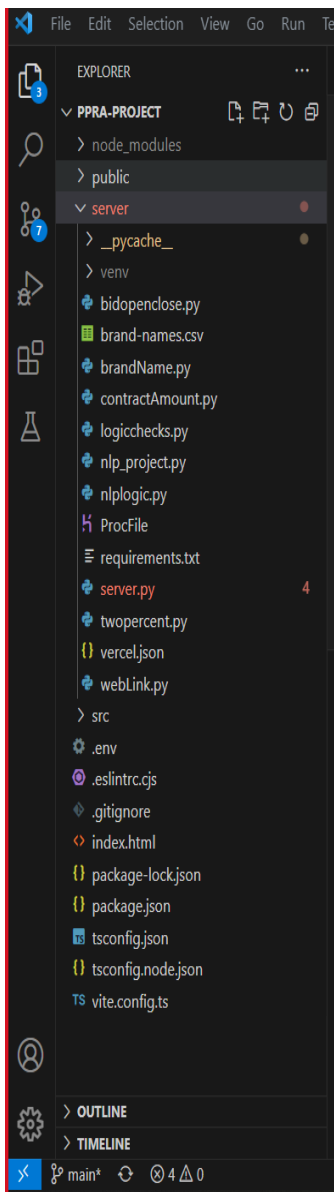 File Edit Selection View Go Run Te
EXPLORER ...
3
PPRA-PROJECT
node_modules
public
server
7
__pycache__
venv
bidopenclose.py
brand-names.csv
brandName.py
contractAmount.py
logicchecks.py
nlp_project.py
nlplogic.py
ProcFile
requirements.txt
server.py 4
twopercent.py
{} vercel.json
webLink.py
src
.env
.eslintrc.cjs
.gitignore
<> index.html
{} package-lock.json
{} package.json
TS tsconfig.json
{} tsconfig.node.json
TS vite.config.ts
OUTLINE
TIMELINE
main* 4 0